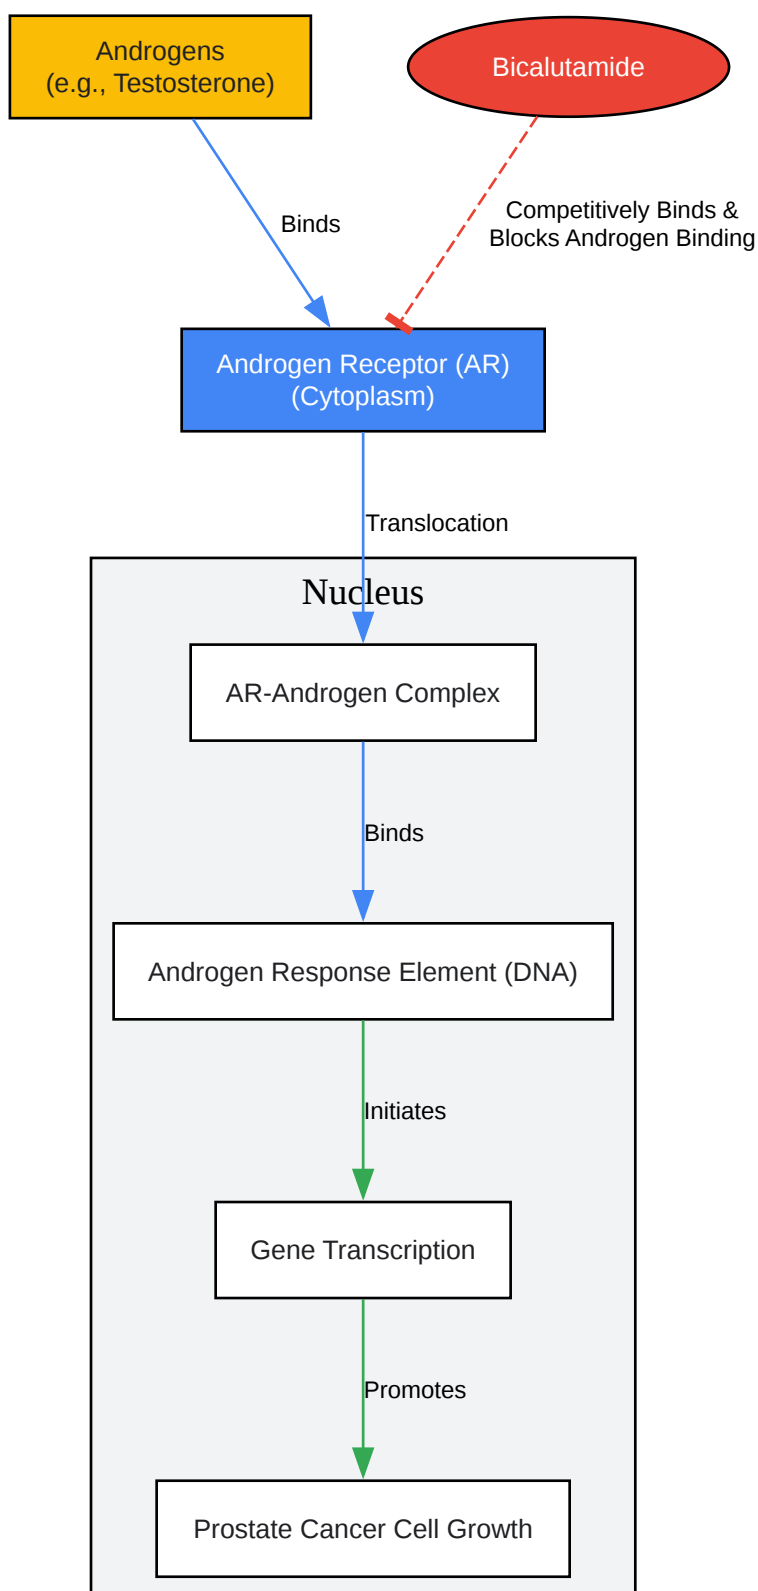 Androgens
(e.g., Testosterone)
Bicalutamide
Binds
Competitively Binds &
Blocks Androgen Binding
Androgen Receptor (AR)
(Cytoplasm)
Translocation
Nucleus
AR-Androgen Complex
Binds
Androgen Response Element (DNA)
Initiates
Gene Transcription
Promotes
Prostate Cancer Cell Growth